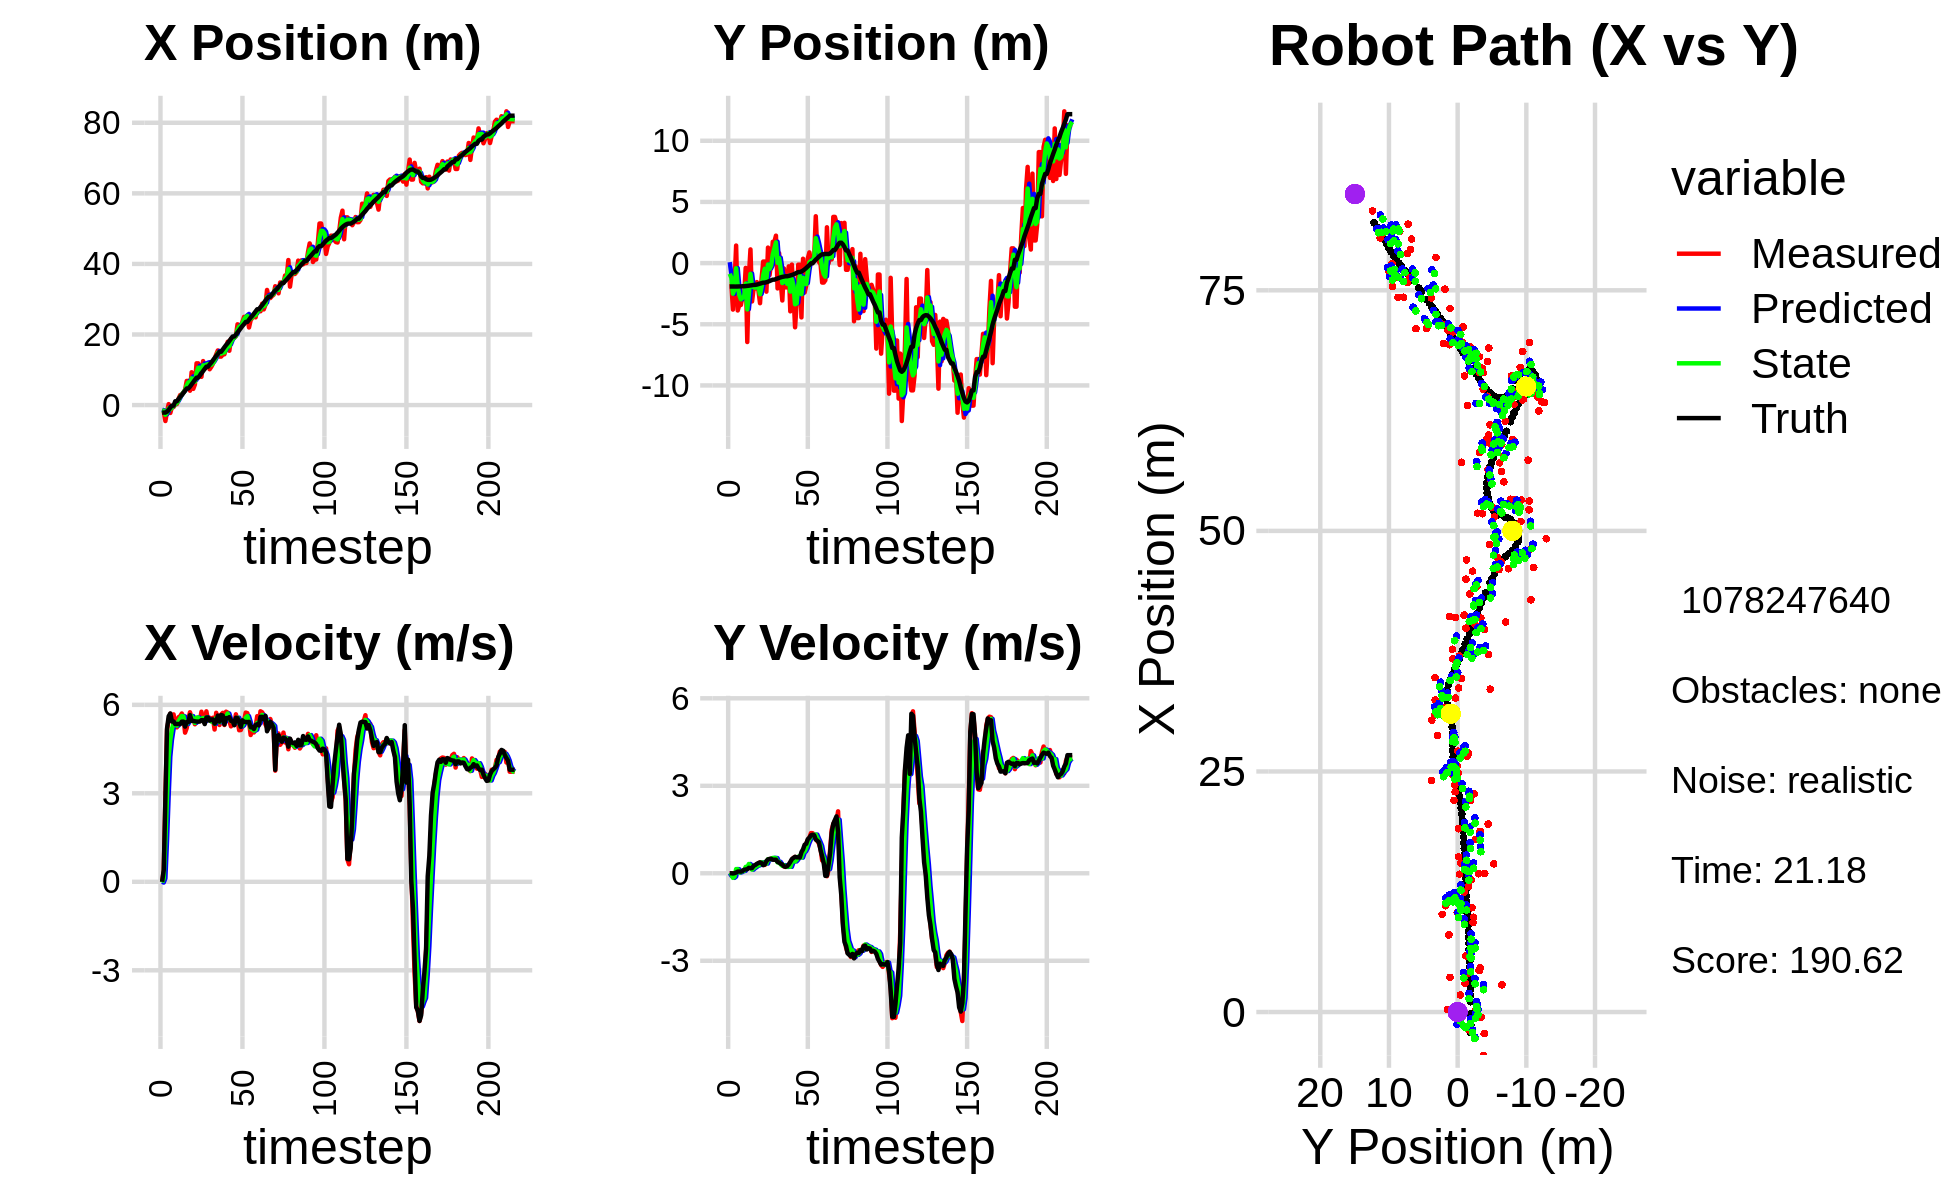 X Position (m)
80
60
40
20
0
0 50 100 150 200
timestep
Y Position (m)
10
5
0
-5
-10
0 50 100 150 200
timestep
X Velocity (m/s)
6
3
0
-3
0 50 100 150 200
timestep
Y Velocity (m/s)
6
3
0
-3
0 50 100 150 200
timestep
Robot Path (X vs Y)
X Position (m)
75
50
25
0
20 10 0 -10 -20
Y Position (m)
variable
Measured
Predicted
State
Truth
1078247640
Obstacles: none
Noise: realistic
Time: 21.18
Score: 190.62